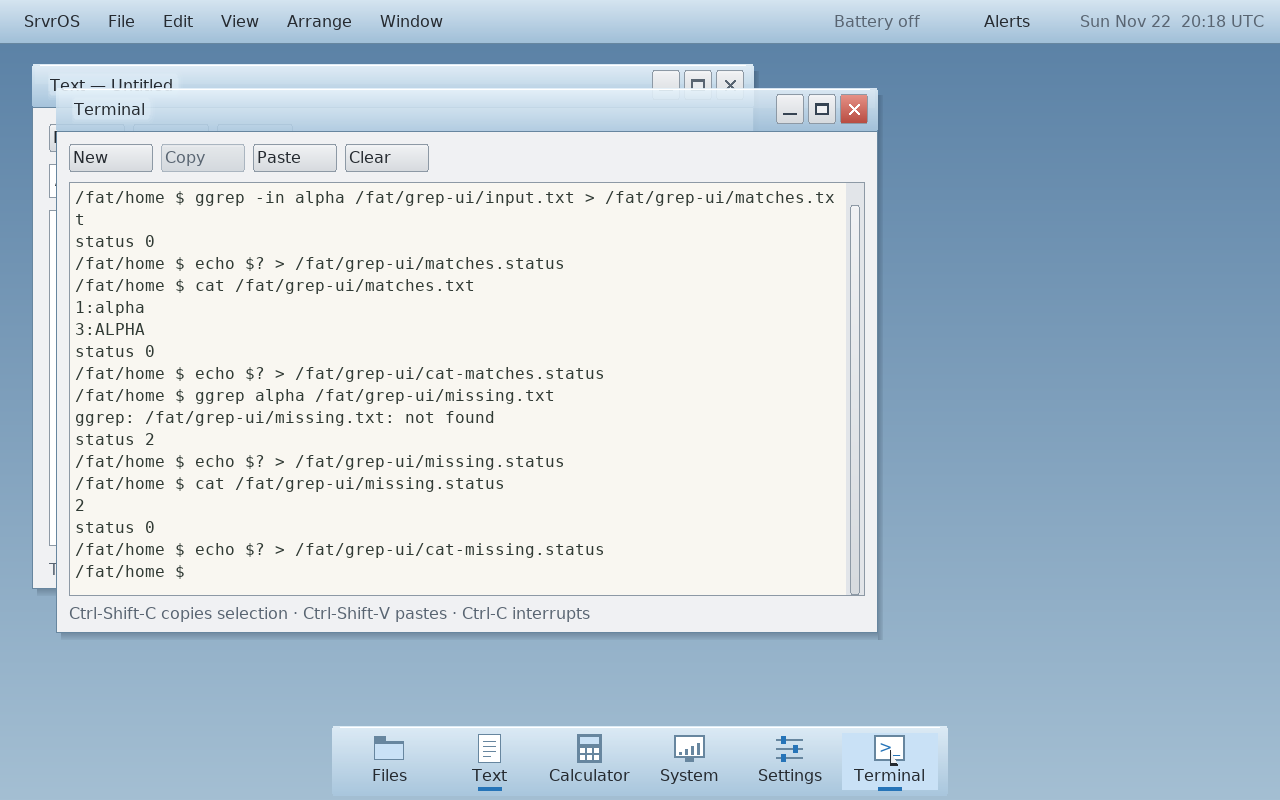 SrvrOS File Edit View Arrange Window Battery off Alerts Sun Nov 22 20:18 UTC
Text — Untitled
Terminal
New Copy Paste Clear
/fat/home $ ggrep -in alpha /fat/grep-ui/input.txt > /fat/grep-ui/matches.tx
t
status 0
/fat/home $ echo $? > /fat/grep-ui/matches.status
/fat/home $ cat /fat/grep-ui/matches.txt
1:alpha
3:ALPHA
status 0
/fat/home $ echo $? > /fat/grep-ui/cat-matches.status
/fat/home $ ggrep alpha /fat/grep-ui/missing.txt
ggrep: /fat/grep-ui/missing.txt: not found
status 2
/fat/home $ echo $? > /fat/grep-ui/missing.status
/fat/home $ cat /fat/grep-ui/missing.status
2
status 0
/fat/home $ echo $? > /fat/grep-ui/cat-missing.status
/fat/home $
Ctrl-Shift-C copies selection · Ctrl-Shift-V pastes · Ctrl-C interrupts
Files Text Calculator System Settings Terminal